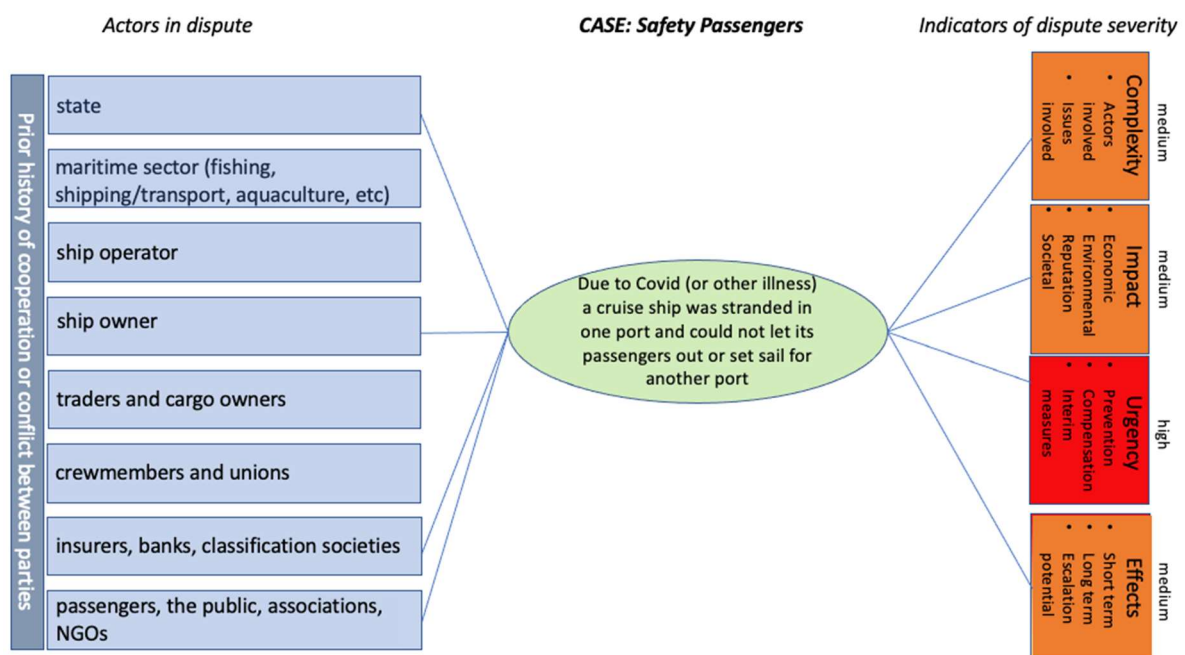 Actors in dispute
CASE: Safety Passengers
Indicators of dispute severity
Prior history of cooperation or conflict between parties
state
maritime sector (fishing,
shipping/transport, aquaculture, etc)
ship operator
ship owner
traders and cargo owners
crewmembers and unions
insurers, banks, classification societies
passengers, the public, associations,
NGOs
Due to Covid (or other illness)
a cruise ship was stranded in
one port and could not let its
passengers out or set sail for
another port
medium
Complexity
• Actors
involved
• Issues
involved
medium
Impact
• Economic
• Environmental
• Reputation
• Societal
high
Urgency
• Prevention
• Compensation
• Interim
measures
medium
Effects
• Short term
• Long term
• Escalation
potential